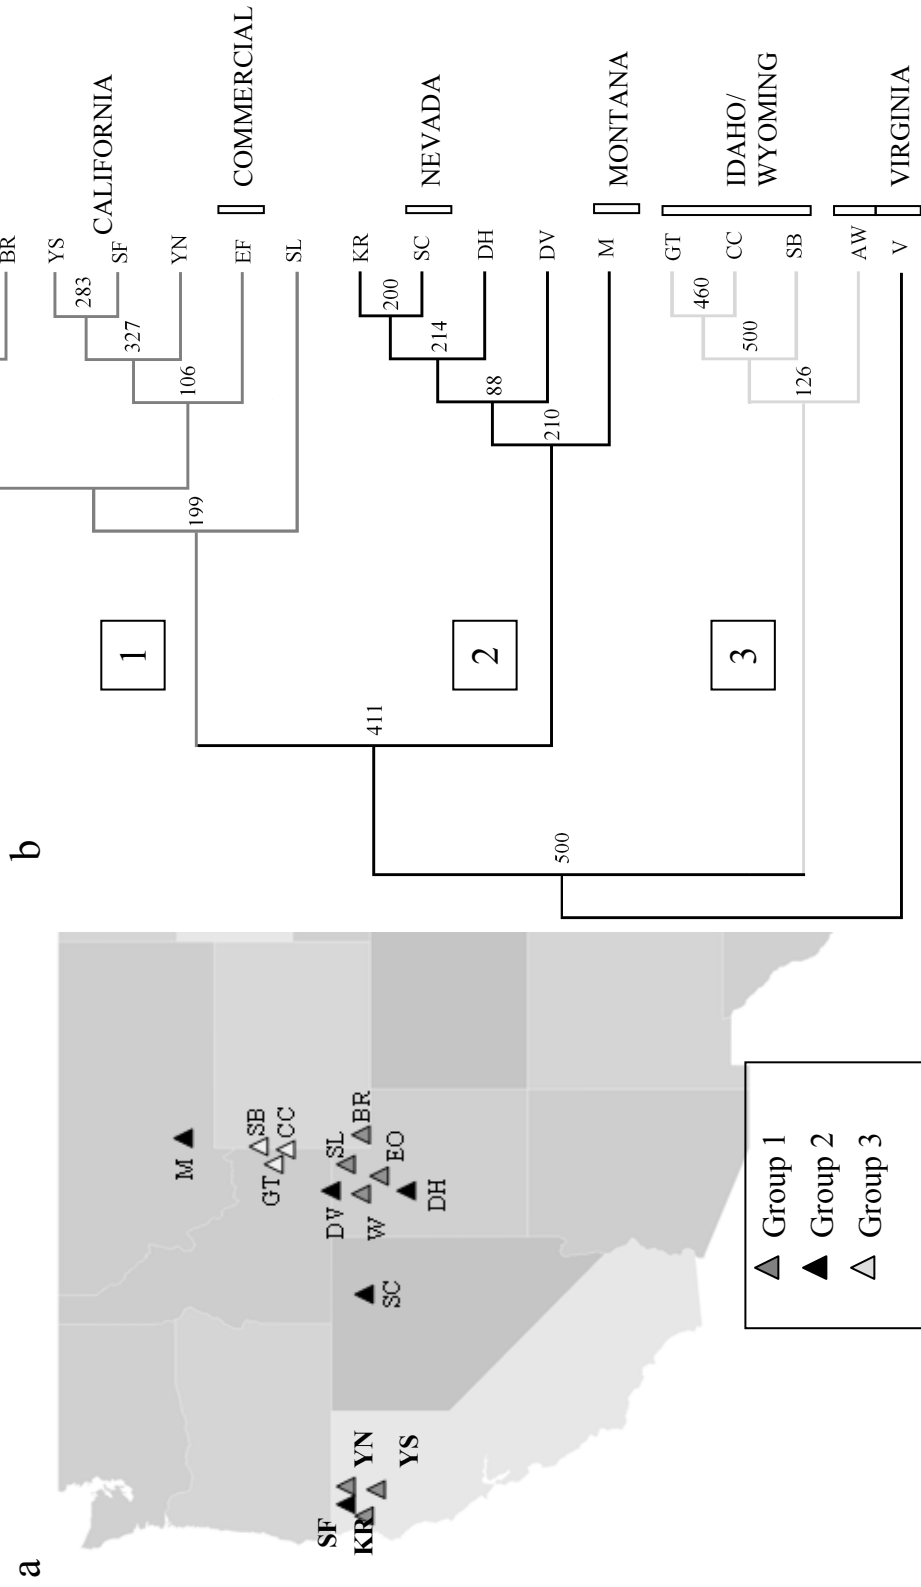 a
SF
KR
YN
YS
SC
M
GT
SB
CC
DV
SL
W
BR
EO
DH
Group 1
Group 2
Group 3
b
1
2
3
BR
YS
SF
YN
EF
SL
KR
SC
DH
DV
M
GT
CC
SB
AW
V
283
327
106
199
200
214
88
210
460
500
126
411
500
CALIFORNIA
COMMERCIAL
NEVADA
MONTANA
IDAHO/
WYOMING
VIRGINIA